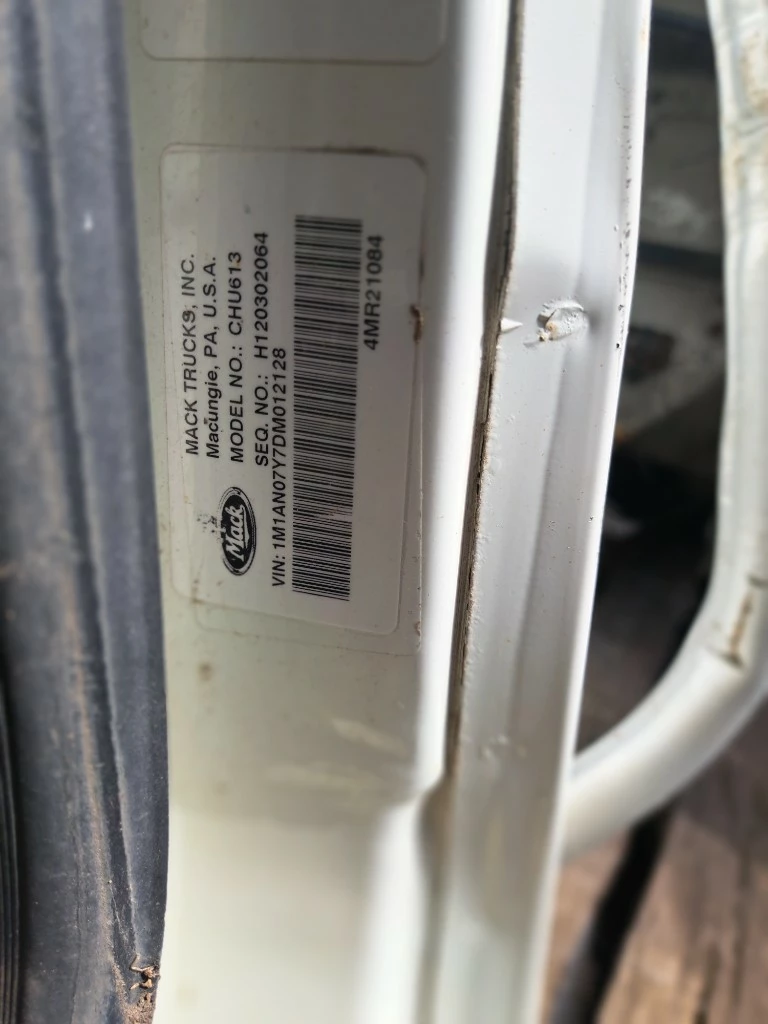 MACK TRUCKS, INC.
Macungie, PA, U.S.A.
MODEL NO.: CHU613
SEQ. NO.: H120302064
Mack
VIN: 1M1AN07Y7DM012128
4MR21084